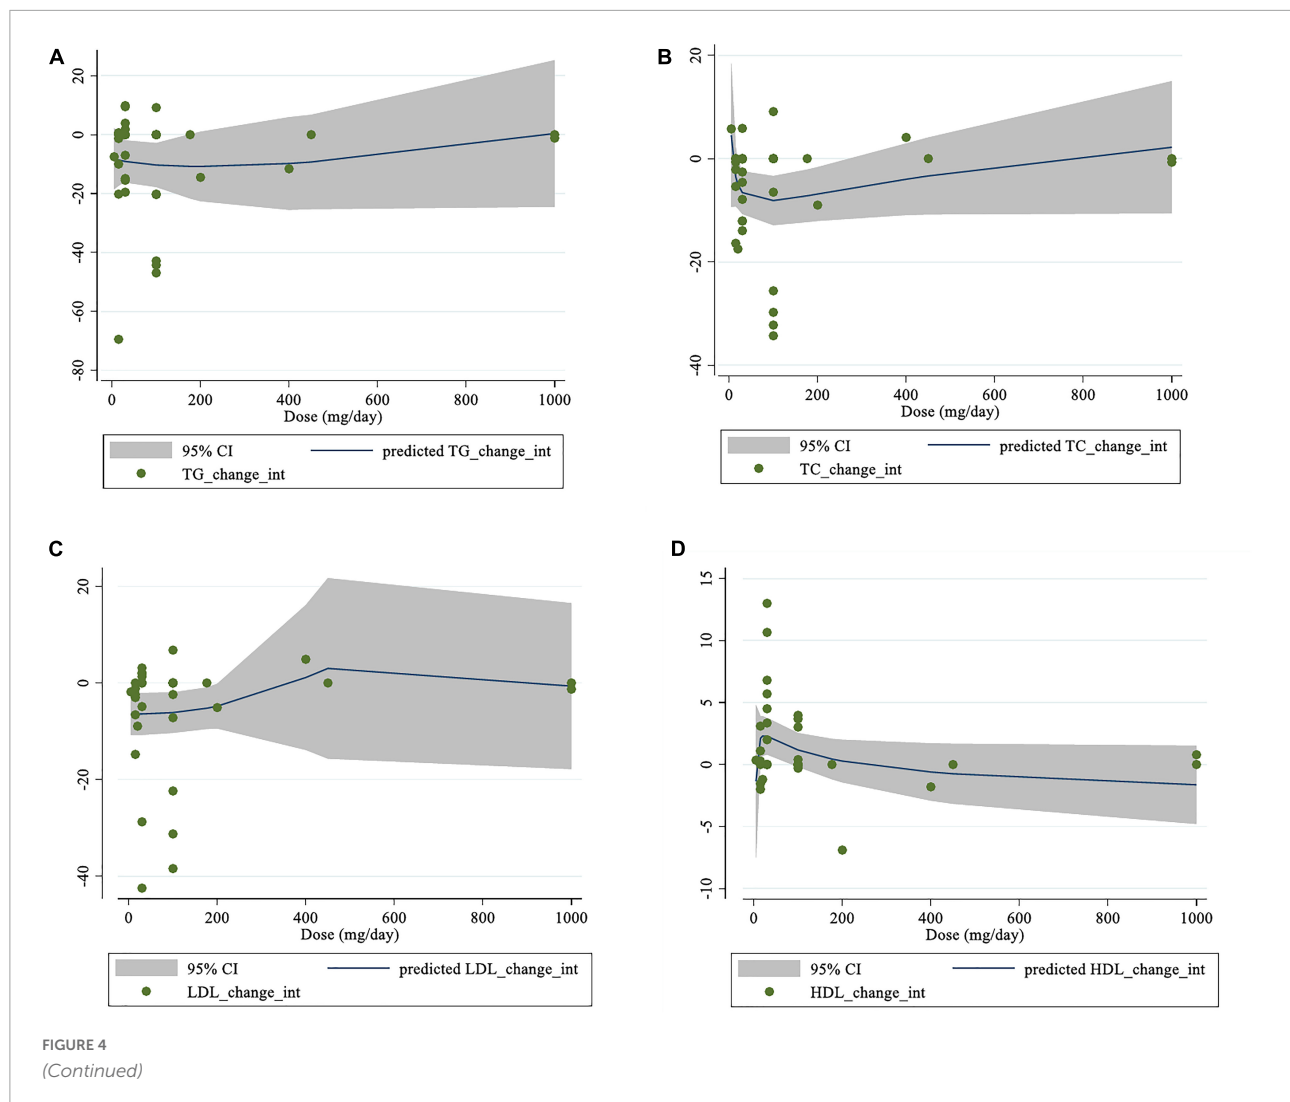 A
20
0
-20
-40
-60
-80
0 200 400 600 800 1000
Dose (mg/day)
95% CI predicted TG_change_int
TG_change_int
B
20
0
-20
-40
0 200 400 600 800 1000
Dose (mg/day)
95% CI predicted TC_change_int
TC_change_int
C
20
0
20
-40
0 200 400 600 800 1000
Dose (mg/day)
95% CI predicted LDL_change_int
LDL_change_int
D
15
10
5
0
-5
-10
0 200 400 600 800 1000
Dose (mg/day)
95% CI predicted HDL_change_int
HDL_change_int
FIGURE 4
(Continued)